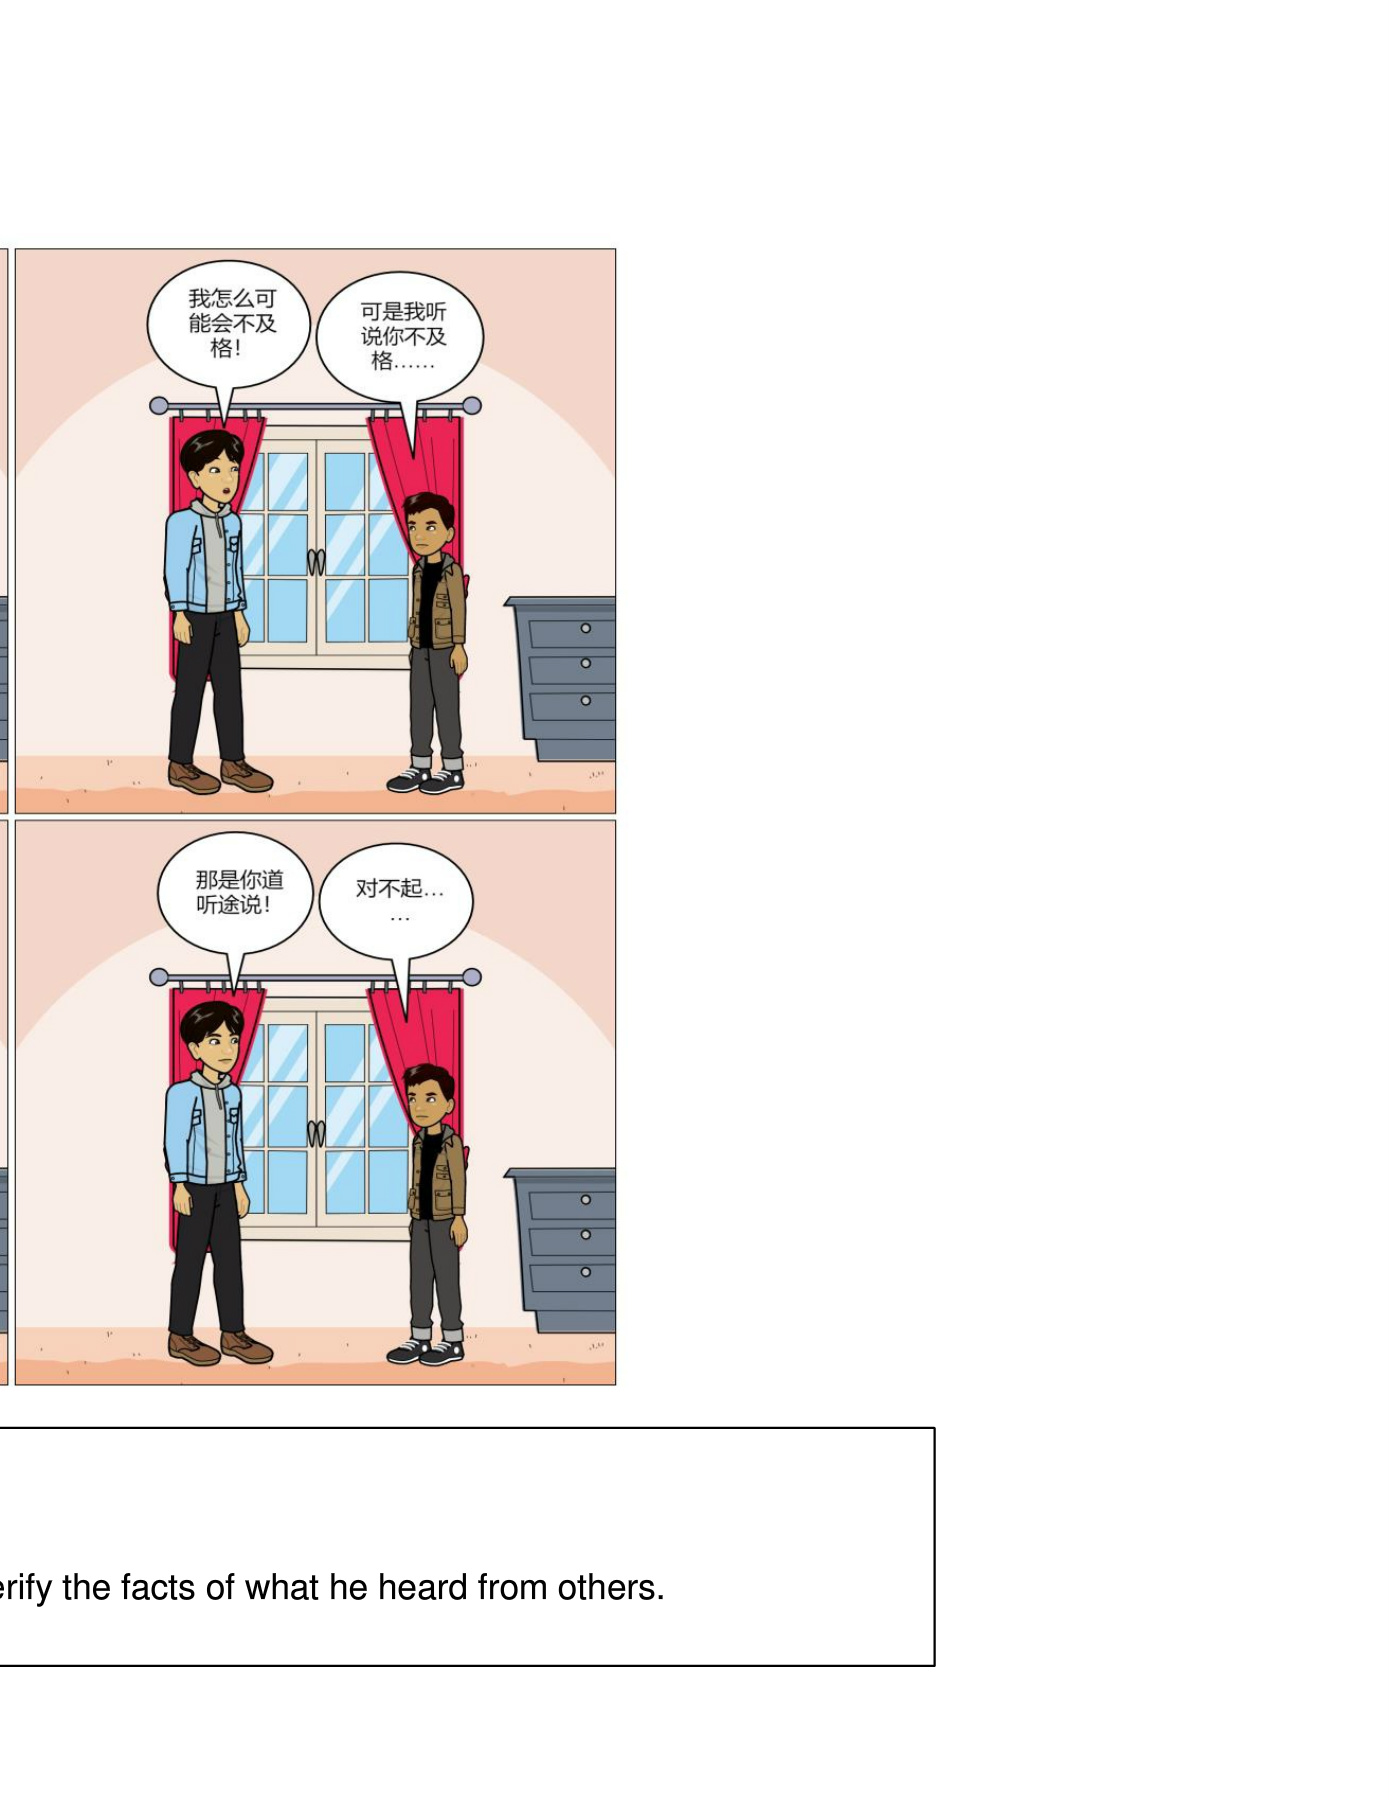 我怎么可
能会不及
格！
可是我听
说你不及
格……
那是你道
听途说！
对不起…
…
the facts of what he heard from others.